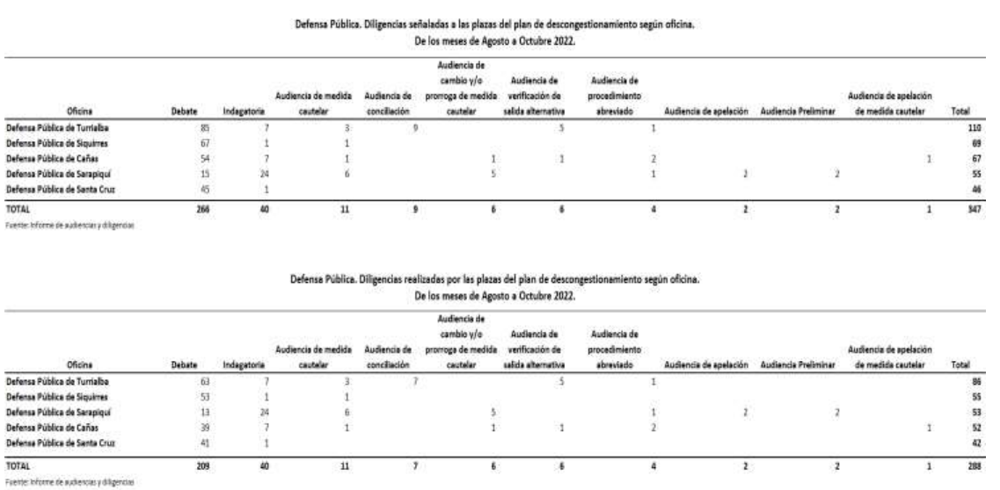 Defensa Pública. Diligencias señaladas a las plazas del plan de descongestionamiento según oficina.
De los meses de Agosto a Octubre 2022.
Oficina Debate Indagatoria Audiencia de medida cautelar Audiencia de conciliación Audiencia de cambio y/o prorroga de medida cautelar Audiencia de verificación de salida alternativa Audiencia de procedimiento abreviado Audiencia de apelación Audiencia Preliminar Audiencia de apelación de medida cautelar Total
Defensa Pública de Turrialba 85 7 3 9 5 1 110
Defensa Pública de Siquirres 67 1 1 69
Defensa Pública de Cañas 54 7 1 1 1 2 1 67
Defensa Pública de Sarapiquí 15 24 6 5 1 2 2 55
Defensa Pública de Santa Cruz 45 1 46
TOTAL 266 40 11 9 6 6 4 2 2 1 347
Fuente: Informe de audiencias y diligencias
Defensa Pública. Diligencias realizadas por las plazas del plan de descongestionamiento según oficina.
De los meses de Agosto a Octubre 2022.
Oficina Debate Indagatoria Audiencia de medida cautelar Audiencia de conciliación Audiencia de cambio y/o prorroga de medida cautelar Audiencia de verificación de salida alternativa Audiencia de procedimiento abreviado Audiencia de apelación Audiencia Preliminar Audiencia de apelación de medida cautelar Total
Defensa Pública de Turrialba 63 7 3 7 5 1 86
Defensa Pública de Siquirres 53 1 1 55
Defensa Pública de Sarapiquí 13 24 6 5 1 2 2 53
Defensa Pública de Cañas 39 7 1 1 1 2 1 52
Defensa Pública de Santa Cruz 41 1 42
TOTAL 209 40 11 7 6 6 4 2 2 1 288
Fuente: Informe de audiencias y diligencias